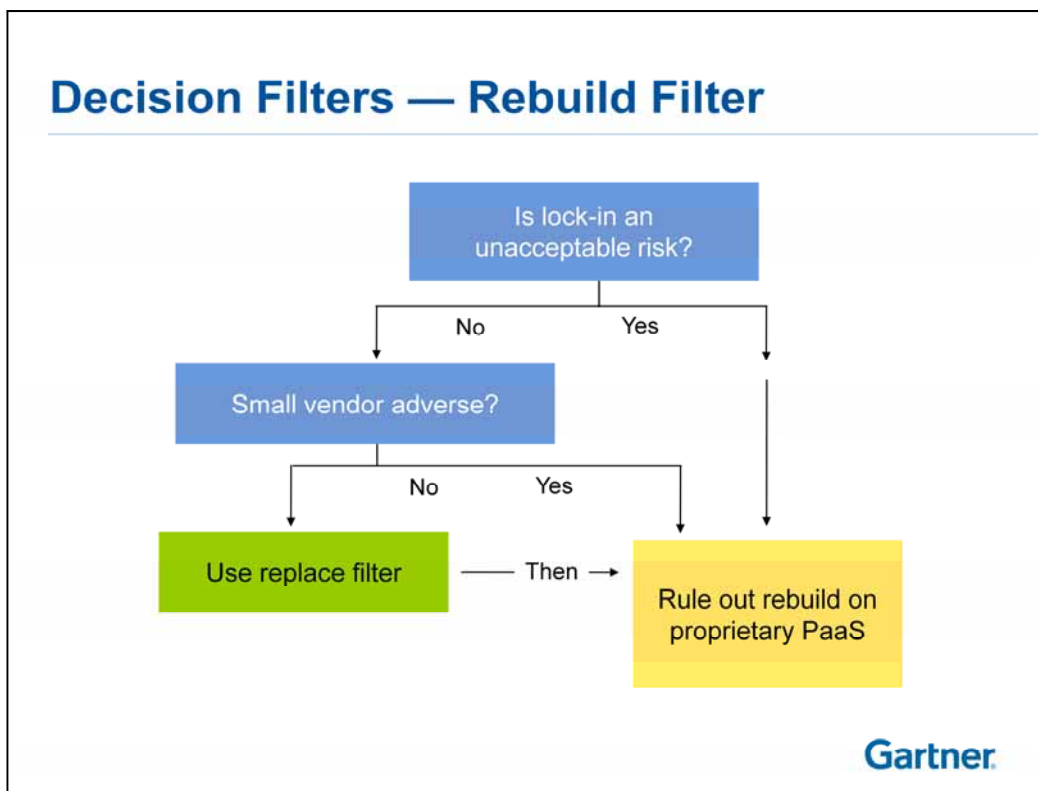 Decision Filters — Rebuild Filter
Is lock-in an
unacceptable risk?
No
Yes
Small vendor adverse?
No
Yes
Use replace filter
Then
Rule out rebuild on
proprietary PaaS
Gartner.